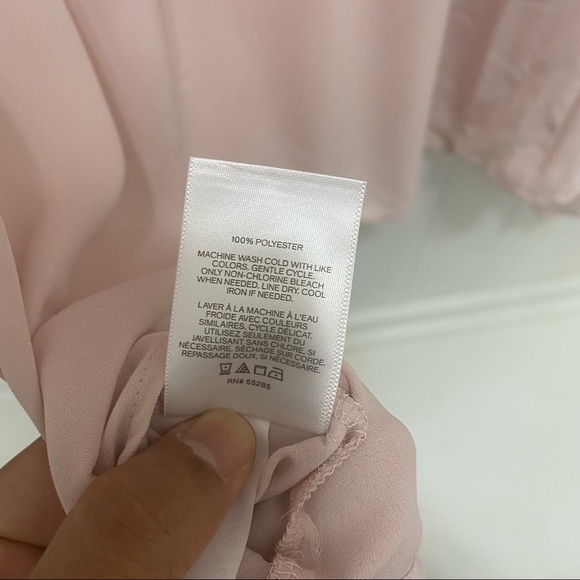 100% POLYESTER
MACHINE WASH COLD WITH LIKE
COLORS. GENTLE CYCLE.
ONLY NON-CHLORINE BLEACH
WHEN NEEDED. LINE DRY. COOL
IRON IF NEEDED.
LAVER À LA MACHINE À L'EAU
FROIDE AVEC COULEURS
SIMILAIRES, CYCLE DÉLICAT.
UTILISEZ SEULEMENT DU
JAVELLISANT SANS CHLORE, SI
NÉCESSAIRE. SÉCHAGE SUR CORDE.
REPASSAGE DOUX, SI NÉCESSAIRE.
RN# 55285